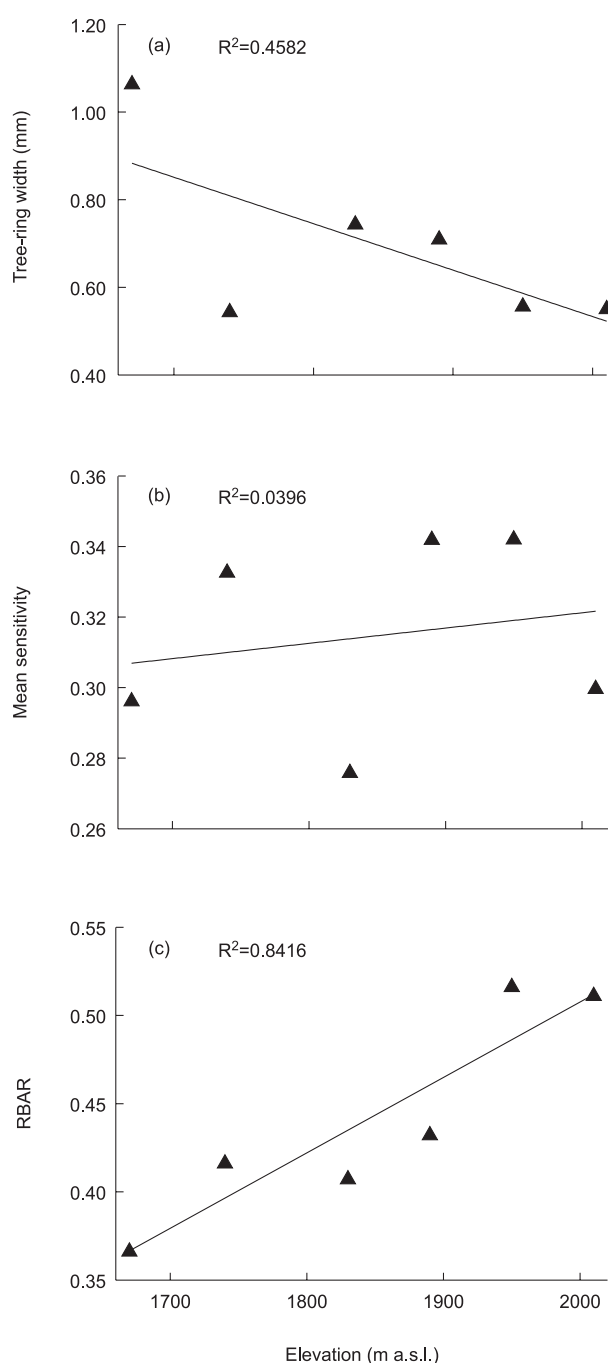 (a) R²=0.4582
1.20
1.00
0.80
0.60
0.40
Tree-ring width (mm)
(b) R²=0.0396
0.36
0.34
0.32
0.30
0.28
0.26
Mean sensitivity
(c) R²=0.8416
0.55
0.50
0.45
0.40
0.35
RBAR
1700 1800 1900 2000
Elevation (m a.s.l.)